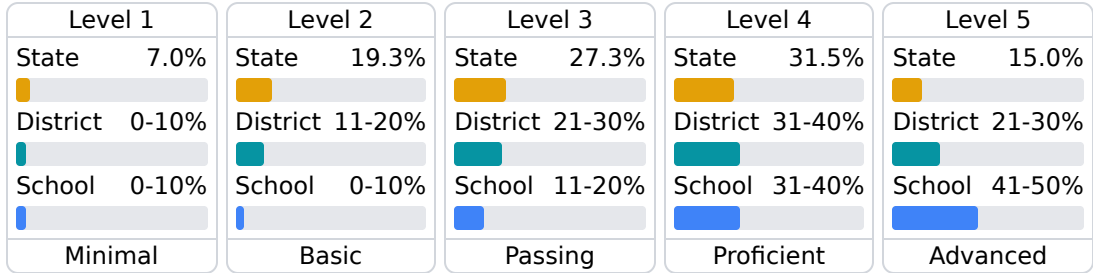 Level 1
State 7.0%
District 0-10%
School 0-10%
Minimal
Level 2
State 19.3%
District 11-20%
School 0-10%
Basic
Level 3
State 27.3%
District 21-30%
School 11-20%
Passing
Level 4
State 31.5%
District 31-40%
School 31-40%
Proficient
Level 5
State 15.0%
District 21-30%
School 41-50%
Advanced